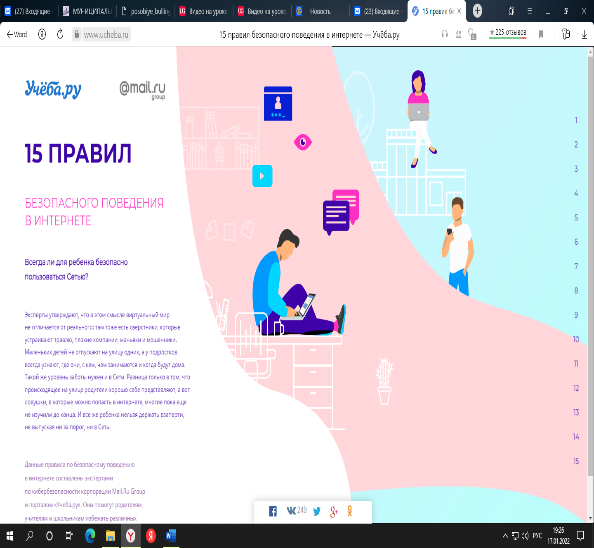 (27) Входящие -
МУНИЦИПАЛЬ
posobiye_bullin
Видео на уроке
Видео на уроке
Новость
(23) Входящие -
15 правил бе
Word
www.ucheba.ru
15 правил безопасного поведения в интернете — Учёба.ру
★ 225 отзывов
Учёба.ру
@mail.ru
group
15 ПРАВИЛ
БЕЗОПАСНОГО ПОВЕДЕНИЯ
В ИНТЕРНЕТЕ
Всегда ли для ребенка безопасно
пользоваться Сетью?
Эксперты утверждают, что в этом смысле виртуальный мир
не отличается от реального: там тоже есть сверстники, которые
устраивают травлю, плохие компании, маньяки и мошенники.
Маленьких детей не отпускают на улицу одних, а у подростков
всегда узнают, где они, с кем, чем занимаются и когда будут дома.
Такой же уровень заботы нужен и в Сети. Разница только в том, что
происходящее на улице родители хорошо себе представляют, а вот
ловушки, в которые можно попасть в интернете, многие пока еще
не изучили до конца. И все же ребенка нельзя держать взаперти,
не выпуская ни за порог, ни в Сеть.
Данные правила по безопасному поведению
в интернете составлены экспертами
по кибербезопасности корпорации Mail.Ru Group
и порталом «Учеба.ру». Они помогут родителям,
учителям и школьникам избежать различных
1
2
3
4
5
6
7
8
9
10
11
12
13
14
15
249
РУС
19:26
17.01.2022